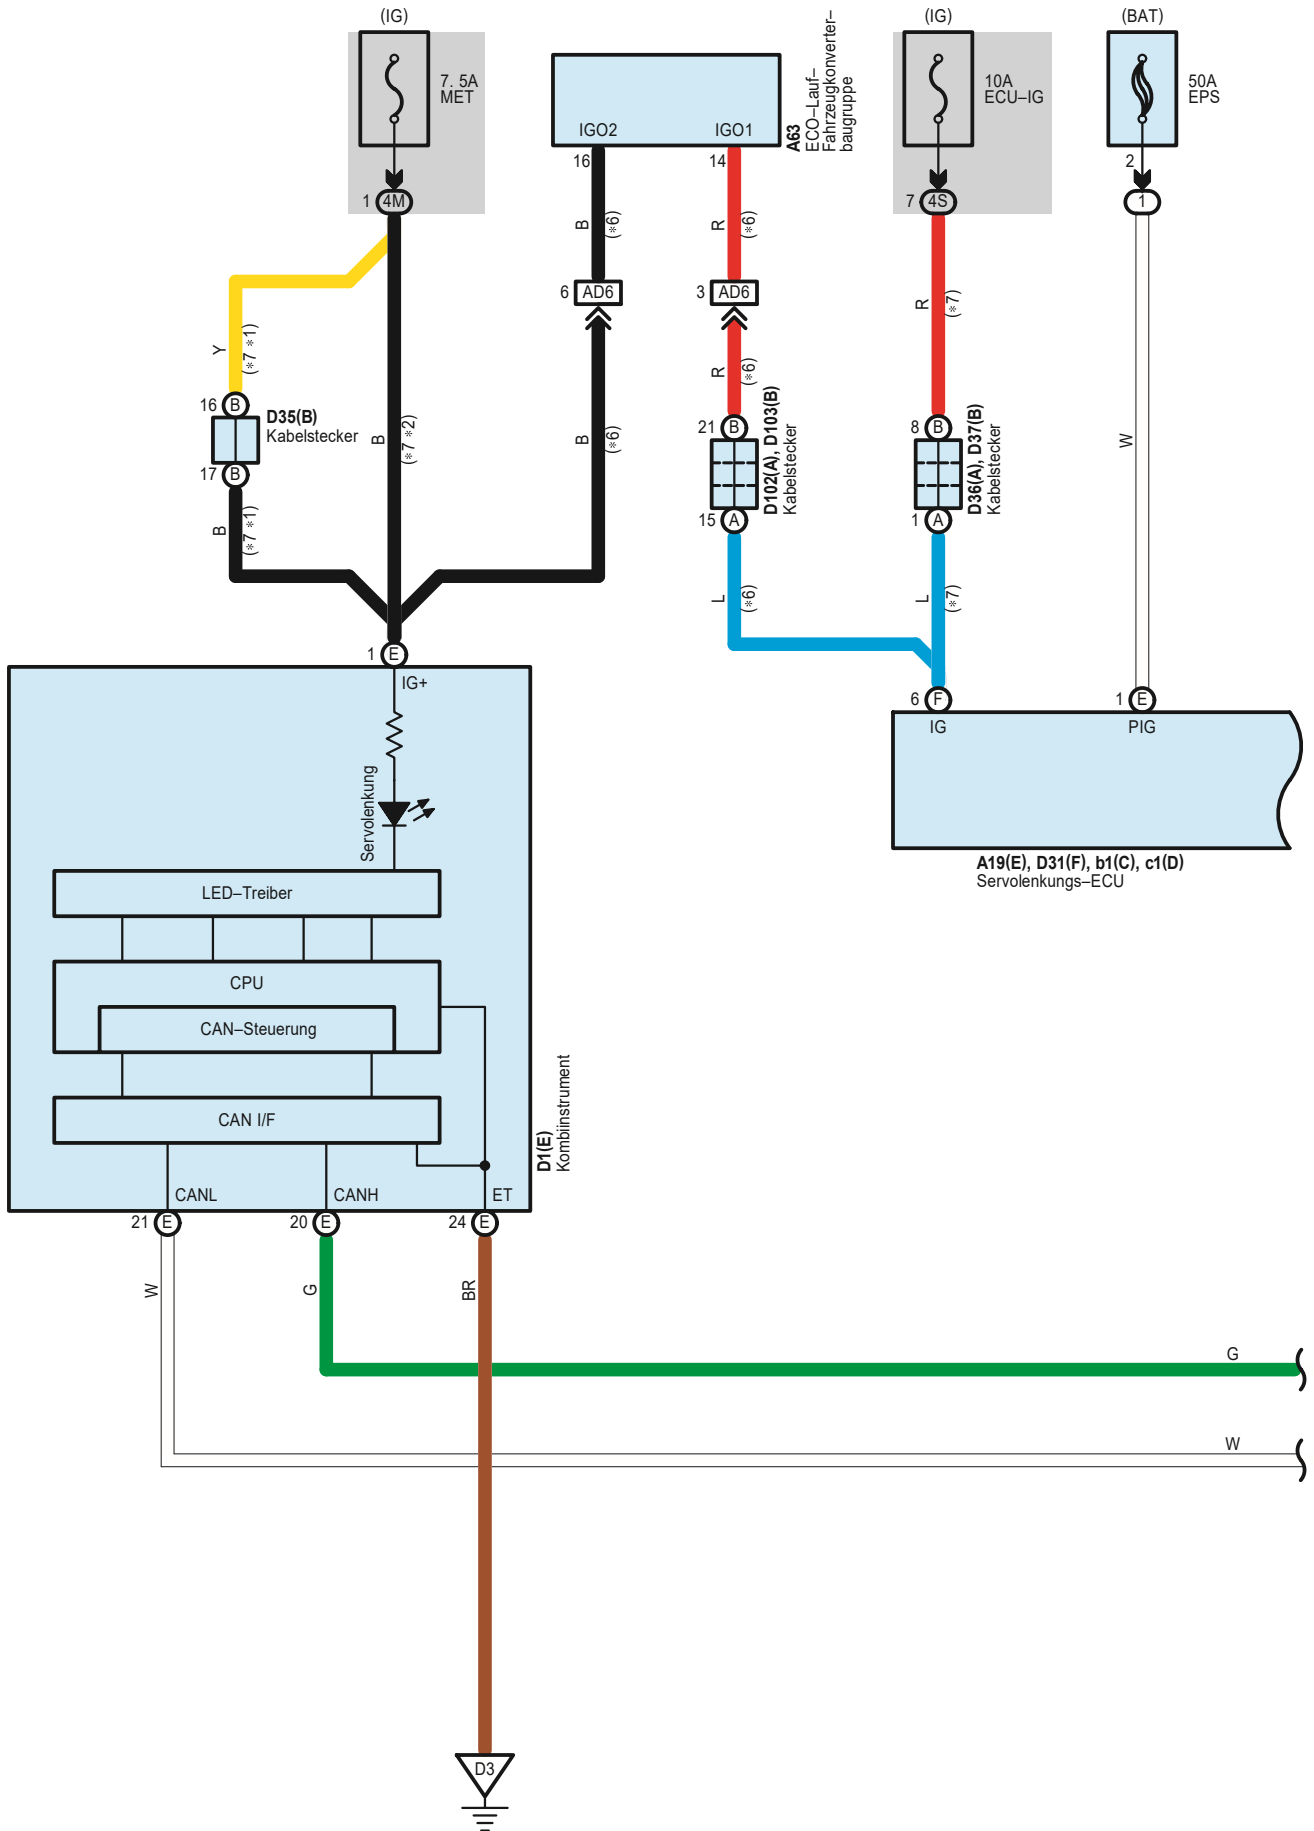 (IG)
7. 5A
MET
1 4M
IGO2
IGO1
A63
ECO–Lauf–
Fahrzeugkonverter–
baugruppe
16
14
(IG)
10A
ECU–IG
7 4S
(BAT)
50A
EPS
2
1
B
(*6)
R
(*6)
6 AD6
3 AD6
R
(*7)
Y
(*7 *1)
R
(*6)
16 B
D35(B)
Kabelstecker
17 B
B
(*7 *2)
B
(*6)
21 B
D102(A), D103(B)
Kabelstecker
15 A
8 B
D36(A), D37(B)
Kabelstecker
1 A
W
B
(*7 *1)
L
(*6)
L
(*7)
1 E
IG+
6 F
IG
1 E
PIG
A19(E), D31(F), b1(C), c1(D)
Servolenkungs–ECU
Servolenkung
LED–Treiber
CPU
CAN–Steuerung
CAN I/F
D1(E)
Kombiinstrument
CANL
CANH
ET
21 E
20 E
24 E
W
G
BR
G
W
D3